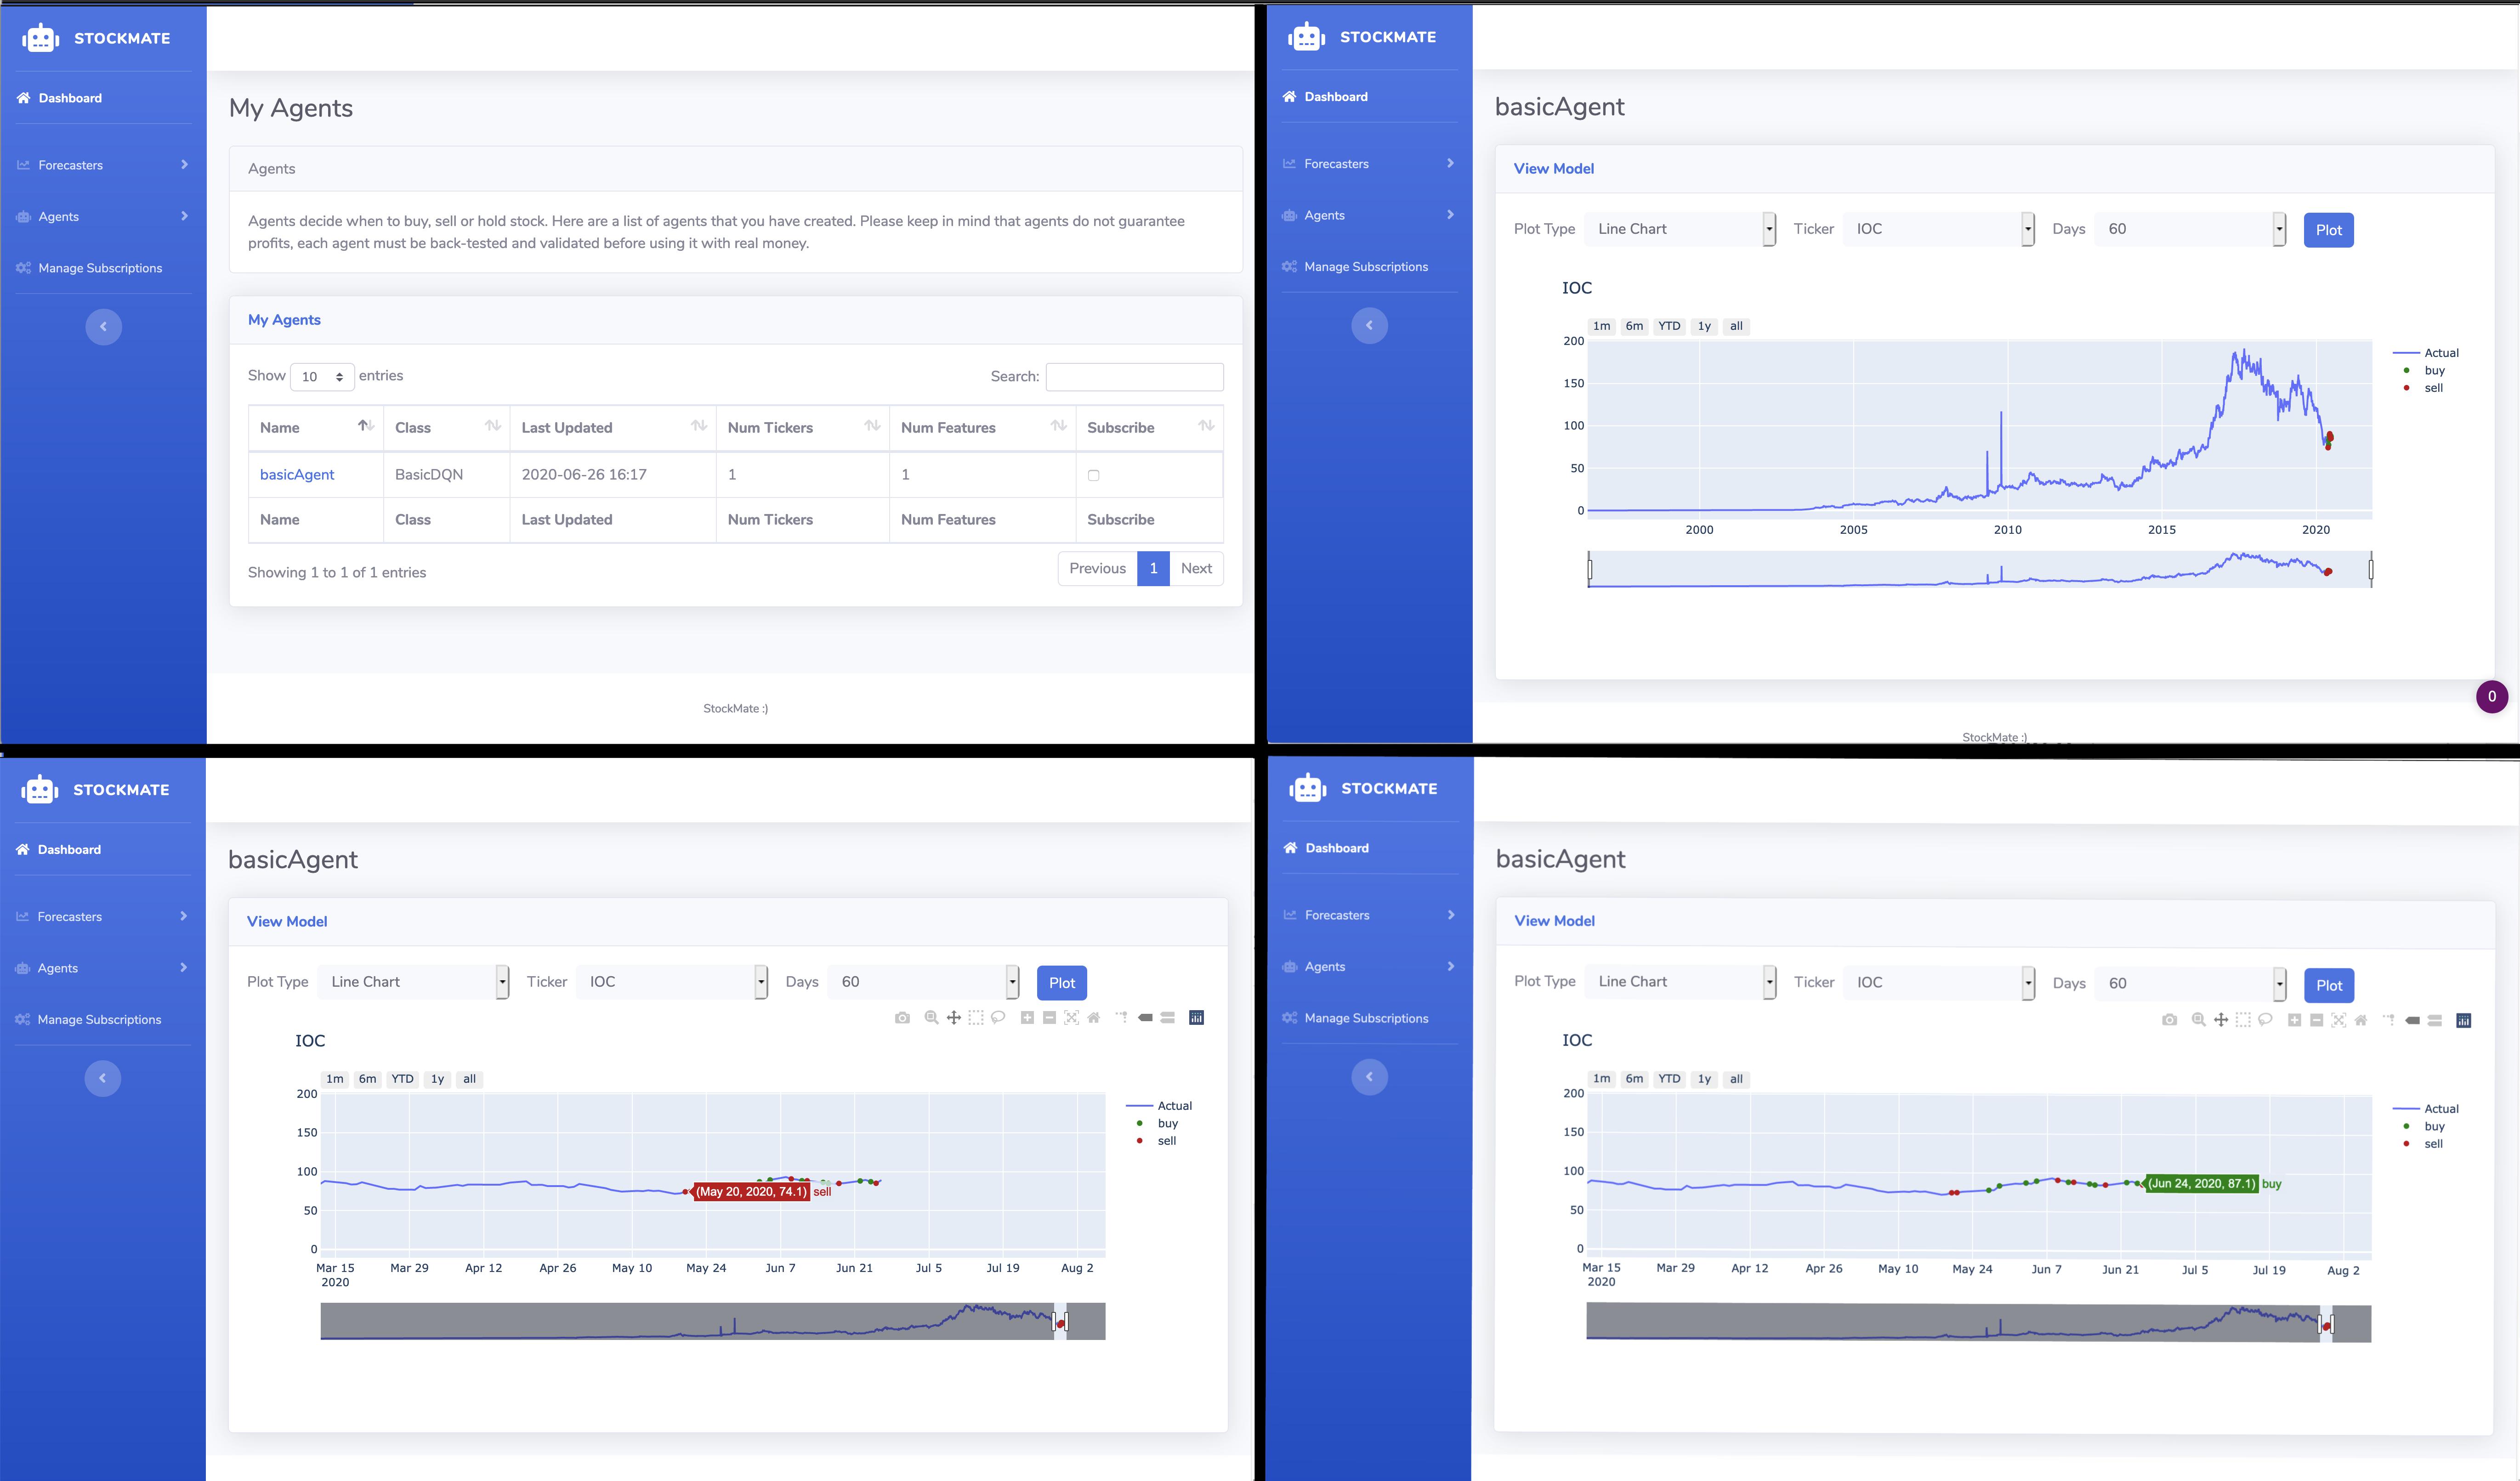 STOCKMATE
Dashboard
Forecasters
Agents
Manage Subscriptions
My Agents
Agents
Agents decide when to buy, sell or hold stock. Here are a list of agents that you have created. Please keep in mind that agents do not guarantee
profits, each agent must be back-tested and validated before using it with real money.
My Agents
Show 10 entries Search:
Name Class Last Updated Num Tickers Num Features Subscribe
basicAgent BasicDQN 2020-06-26 16:17 1 1
Name Class Last Updated Num Tickers Num Features Subscribe
Showing 1 to 1 of 1 entries Previous 1 Next
StockMate :)
STOCKMATE
Dashboard
Forecasters
Agents
Manage Subscriptions
basicAgent
View Model
Plot Type Line Chart Ticker IOC Days 60 Plot
IOC
1m 6m YTD 1y all
200
150
100
50
0
2000 2005 2010 2015 2020
Actual
buy
sell
0
StockMate :)
STOCKMATE
Dashboard
Forecasters
Agents
Manage Subscriptions
basicAgent
View Model
Plot Type Line Chart Ticker IOC Days 60 Plot
IOC
1m 6m YTD 1y all
200
150
100
50
0
(May 20, 2020, 74.1) sell
Mar 15 Mar 29 Apr 12 Apr 26 May 10 May 24 Jun 7 Jun 21 Jul 5 Jul 19 Aug 2
2020
Actual
buy
sell
STOCKMATE
Dashboard
Forecasters
Agents
Manage Subscriptions
basicAgent
View Model
Plot Type Line Chart Ticker IOC Days 60 Plot
IOC
1m 6m YTD 1y all
200
150
100
50
0
(Jun 24, 2020, 87.1) buy
Mar 15 Mar 29 Apr 12 Apr 26 May 10 May 24 Jun 7 Jun 21 Jul 5 Jul 19 Aug 2
2020
Actual
buy
sell